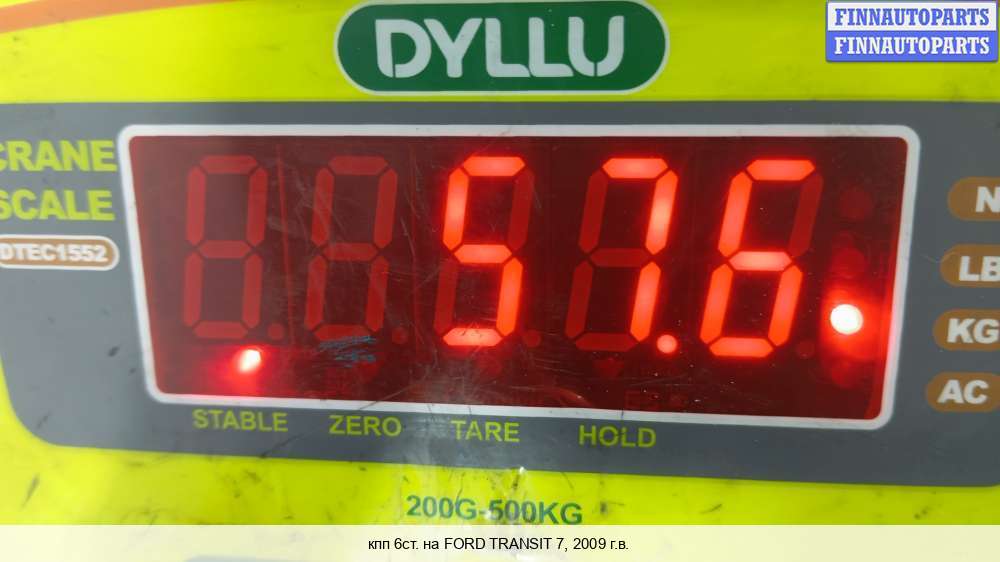 DYLLU
FINNAUTOPARTS
FINNAUTOPARTS
CRANE
SCALE
DTEC1552
57.6
N
LB
KG
AC
STABLE ZERO TARE HOLD
200G-500KG
кпп 6ст. на FORD TRANSIT 7, 2009 г.в.